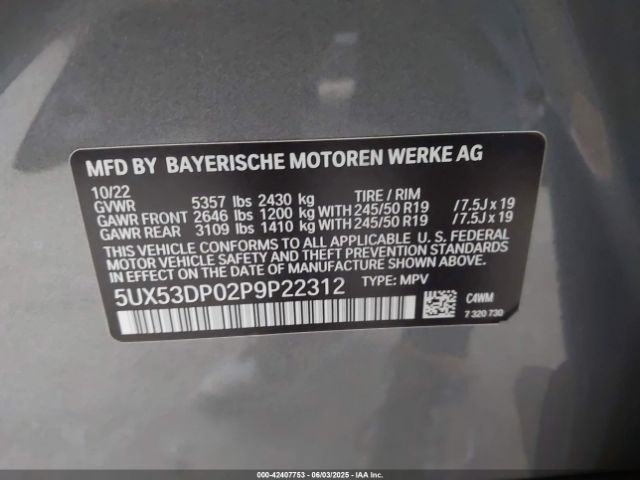 MFD BY BAYERISCHE MOTOREN WERKE AG
10/22
GVWR 5357 lbs 2430 kg TIRE / RIM
GAWR FRONT 2646 lbs 1200 kg WITH 245/50 R19 / 7.5J x 19
GAWR REAR 3109 lbs 1410 kg WITH 245/50 R19 / 7.5J x 19
THIS VEHICLE CONFORMS TO ALL APPLICABLE U. S. FEDERAL
MOTOR VEHICLE SAFETY AND THEFT PREVENTION
STANDARDS IN EFFECT ON THE DATE OF MANUFACTURE SHOWN ABOVE.
5UX53DP02P9P22312 TYPE: MPV
C4WM
7 320 730
000-42407753 - 06/03/2025 - IAAI.CA